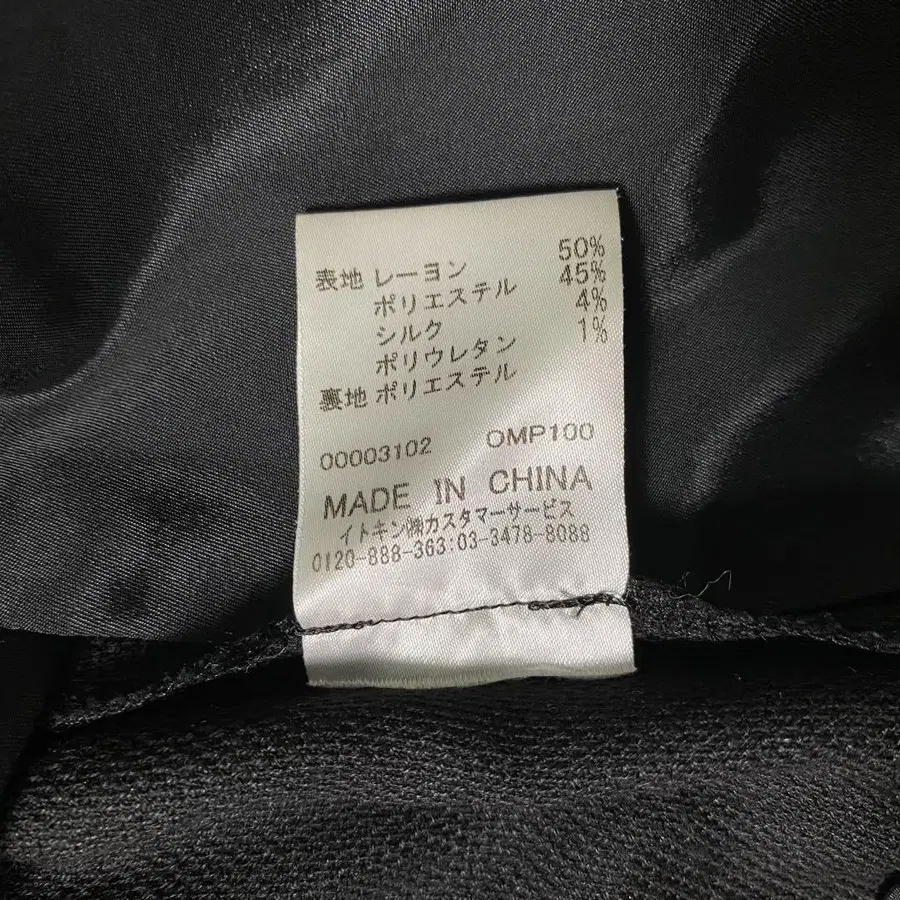 表地 レーヨン 50%
ポリエステル 45%
シルク 4%
ポリウレタン 1%
裏地 ポリエステル
00003102 OMP100
MADE IN CHINA
イトキン㈱カスタマーサービス
0120-888-363:03-3478-8088